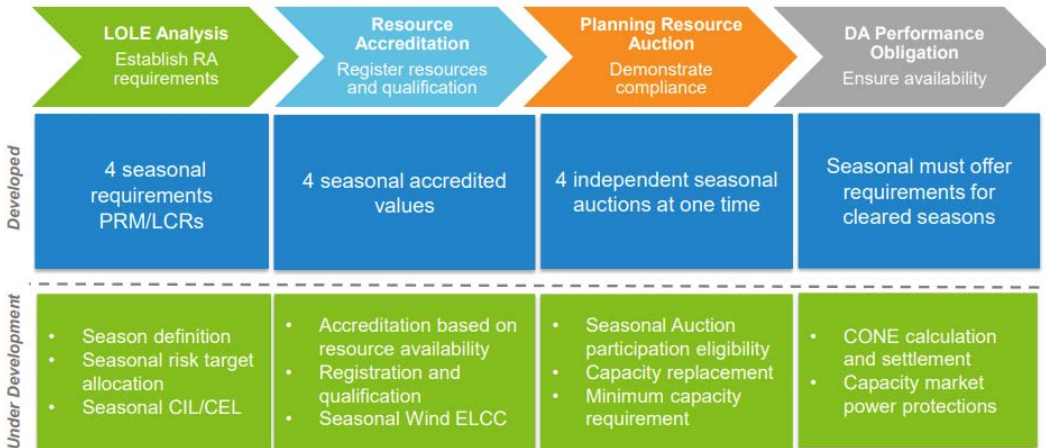 LOLE Analysis
Establish RA
requirements
Resource
Accreditation
Register resources
and qualification
Planning Resource
Auction
Demonstrate
compliance
DA Performance
Obligation
Ensure availability
Developed
4 seasonal
requirements
PRM/LCRs
4 seasonal accredited
values
4 independent seasonal
auctions at one time
Seasonal must offer
requirements for
cleared seasons
Under Development
• Season definition
• Seasonal risk target
allocation
• Seasonal CIL/CEL
• Accreditation based on
resource availability
• Registration and
qualification
• Seasonal Wind ELCC
• Seasonal Auction
participation eligibility
• Capacity replacement
• Minimum capacity
requirement
• CONE calculation
and settlement
• Capacity market
power protections